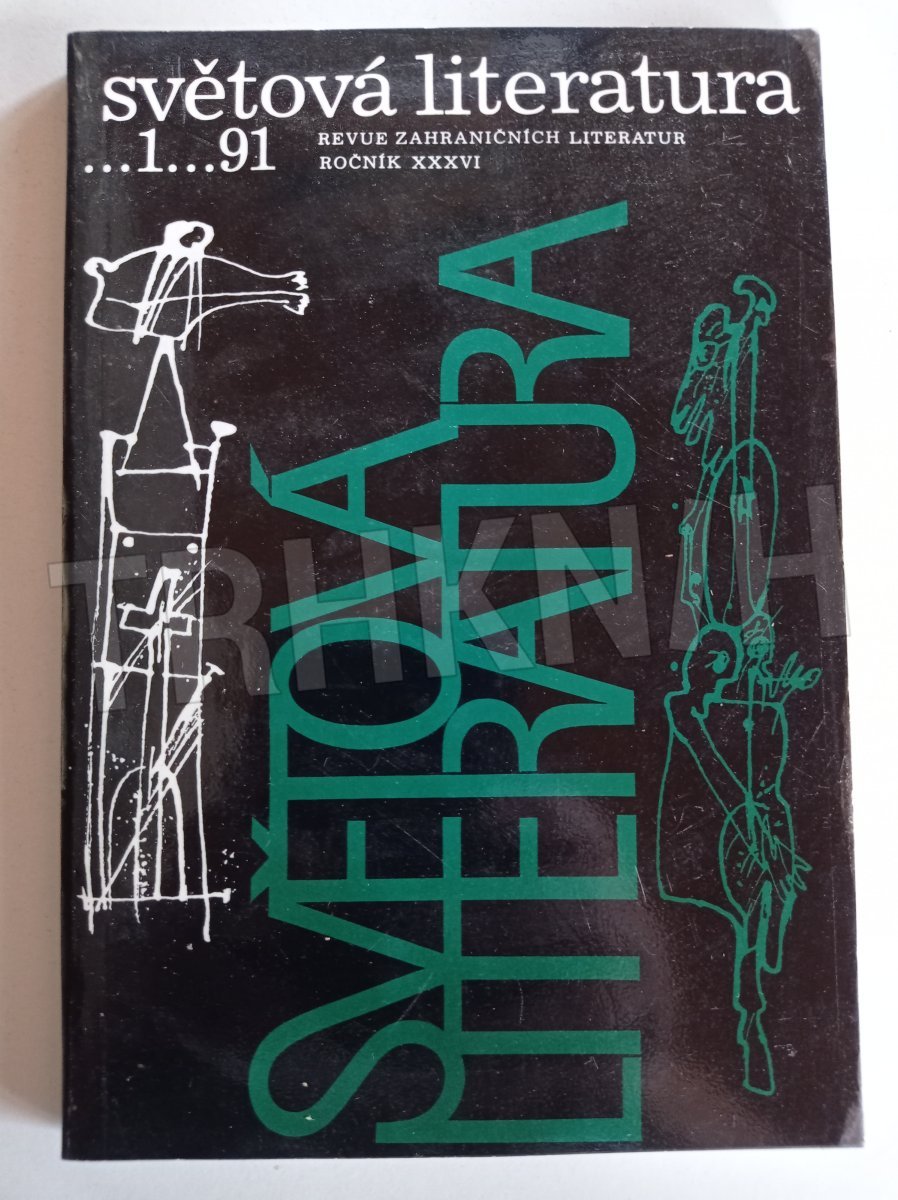 světová literatura
...1...91
REVUE ZAHRANIČNÍCH LITERATUR
ROČNÍK XXXVI
SVĚTOVÁ
LITERATURA
TRHKNIH